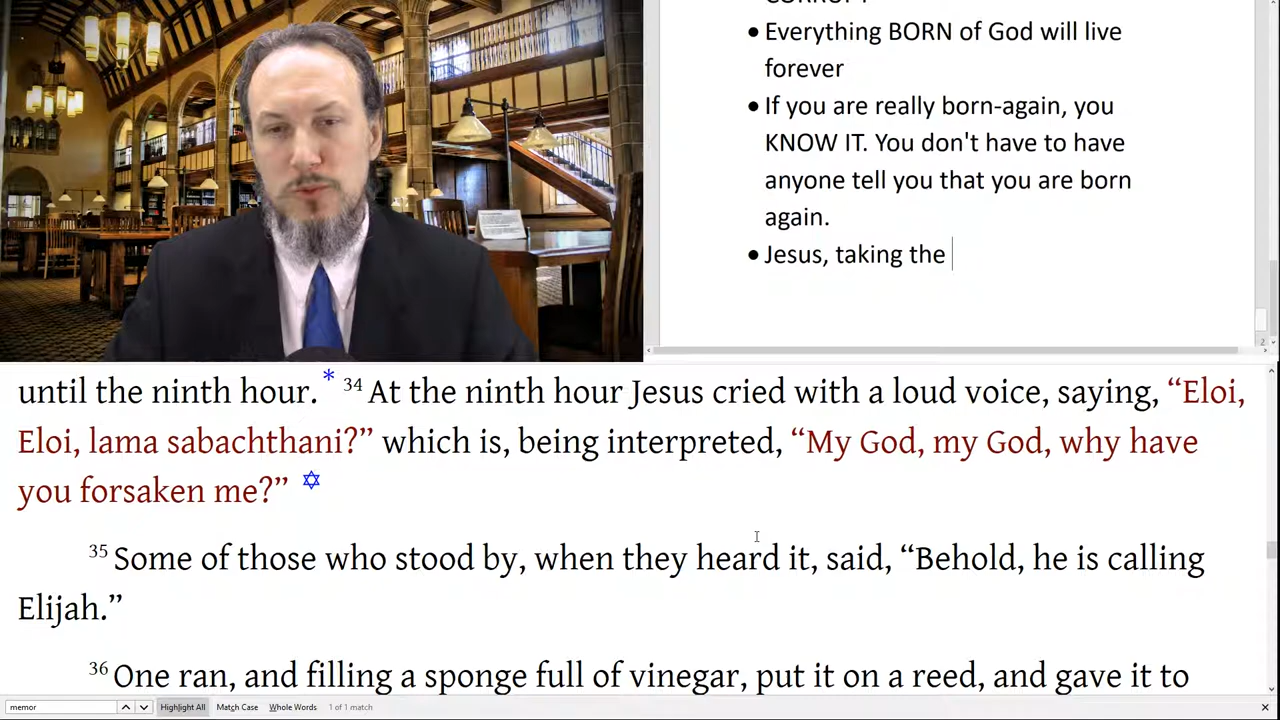 • Everything BORN of God will live
forever
• If you are really born-again, you
KNOW IT. You don't have to have
anyone tell you that you are born
again.
• Jesus, taking the
until the ninth hour.* 34 At the ninth hour Jesus cried with a loud voice, saying, “Eloi,
Eloi, lama sabachthani?” which is, being interpreted, “My God, my God, why have
you forsaken me?” ✡
35 Some of those who stood by, when they heard it, said, “Behold, he is calling
Elijah.”
36 One ran, and filling a sponge full of vinegar, put it on a reed, and gave it to
memor
Highlight All
Match Case
Whole Words
1 of 1 match